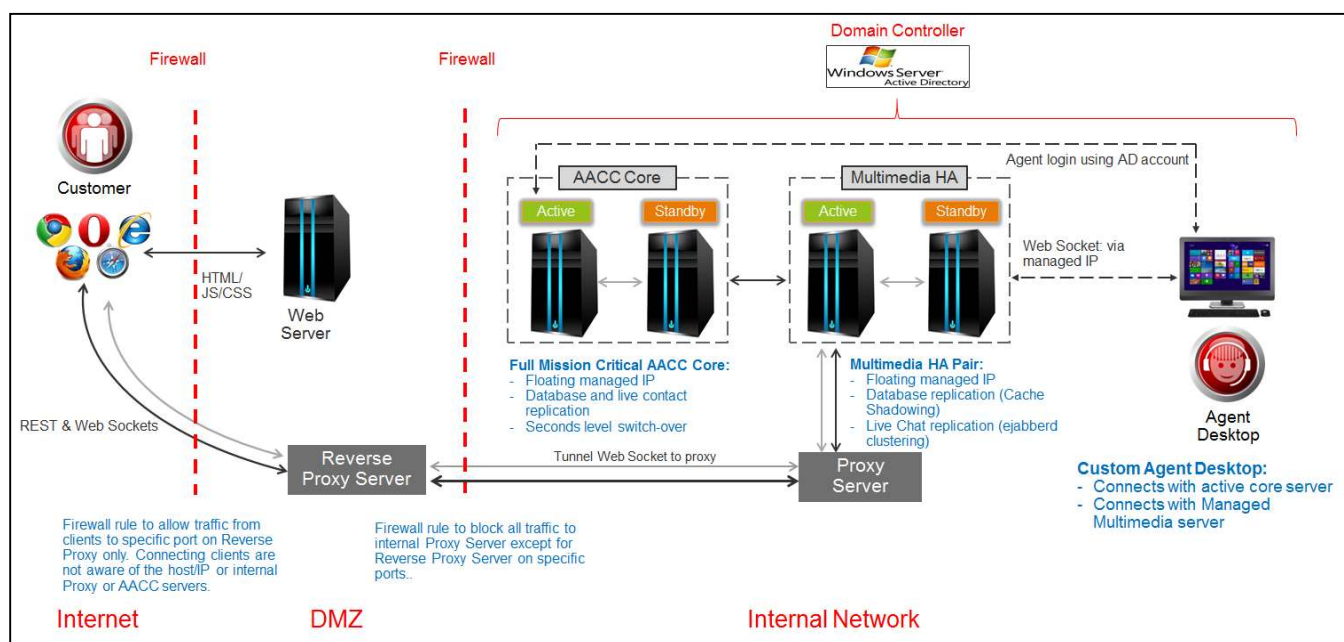 Domain Controller
Windows Server
Active Directory
Firewall
Firewall
Customer
HTML/
JS/CSS
Web
Server
Agent login using AD account
AACC Core
Active
Standby
Multimedia HA
Active
Standby
Web Socket: via
managed IP
Full Mission Critical AACC Core:
- Floating managed IP
- Database and live contact
replication
- Seconds level switch-over
Multimedia HA Pair:
- Floating managed IP
- Database replication (Cache
Shadowing)
- Live Chat replication (ejabberd
clustering)
Agent
Desktop
REST & Web Sockets
Reverse
Proxy Server
Tunnel Web Socket to proxy
Proxy
Server
Custom Agent Desktop:
- Connects with active core server
- Connects with Managed
Multimedia server
Firewall rule to allow traffic from
clients to specific port on Reverse
Proxy only. Connecting clients are
not aware of the host/IP or internal
Proxy or AACC servers.
Firewall rule to block all traffic to
internal Proxy Server except for
Reverse Proxy Server on specific
ports..
Internet
DMZ
Internal Network